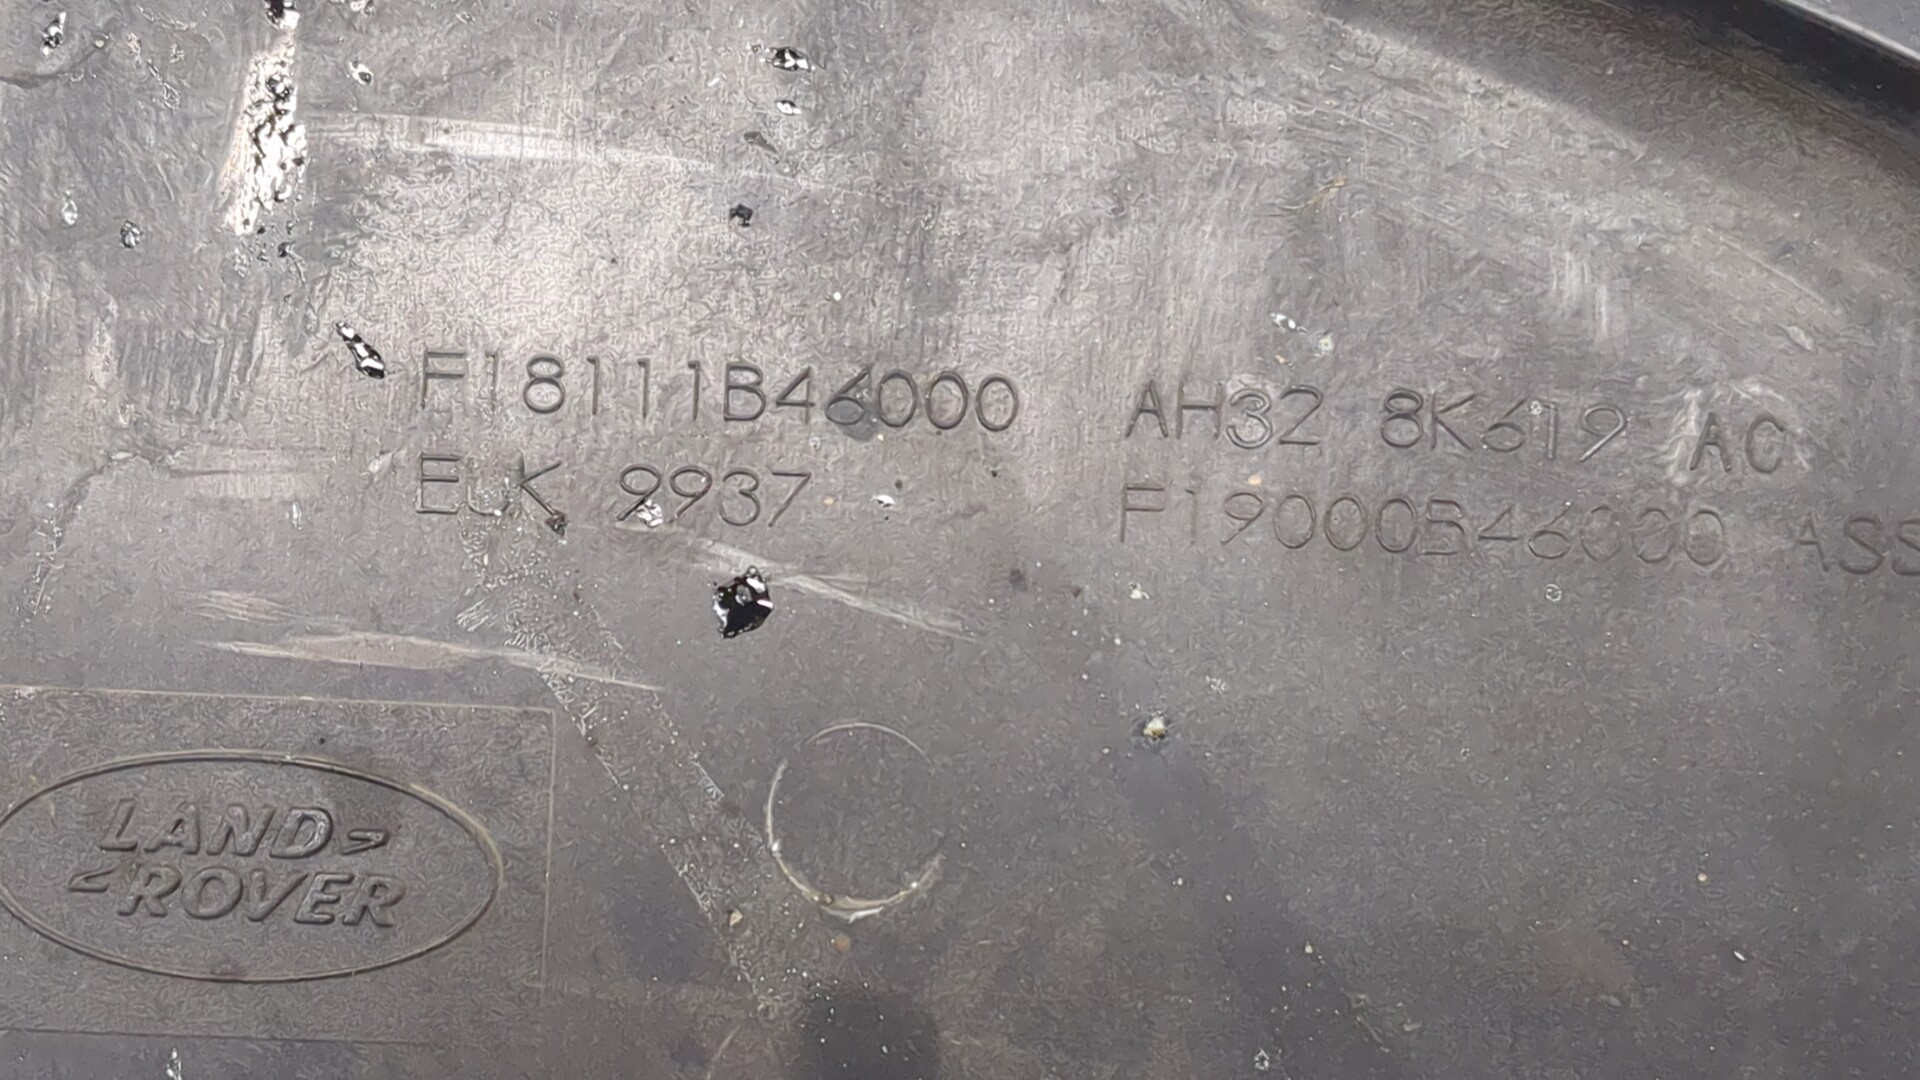 F18111B46000
EUK 9937
AH32 8K619 AC
F19000B46000 ASS
LAND
ROVER